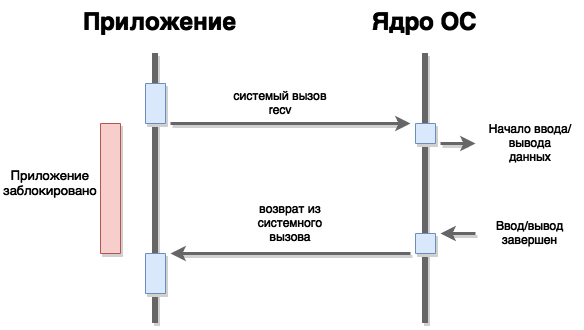 Приложение
Ядро ОС
системый вызов
recv
Начало ввода/
вывода
данных
Приложение
заблокировано
возврат из
системного
вызова
Ввод/вывод
завершен